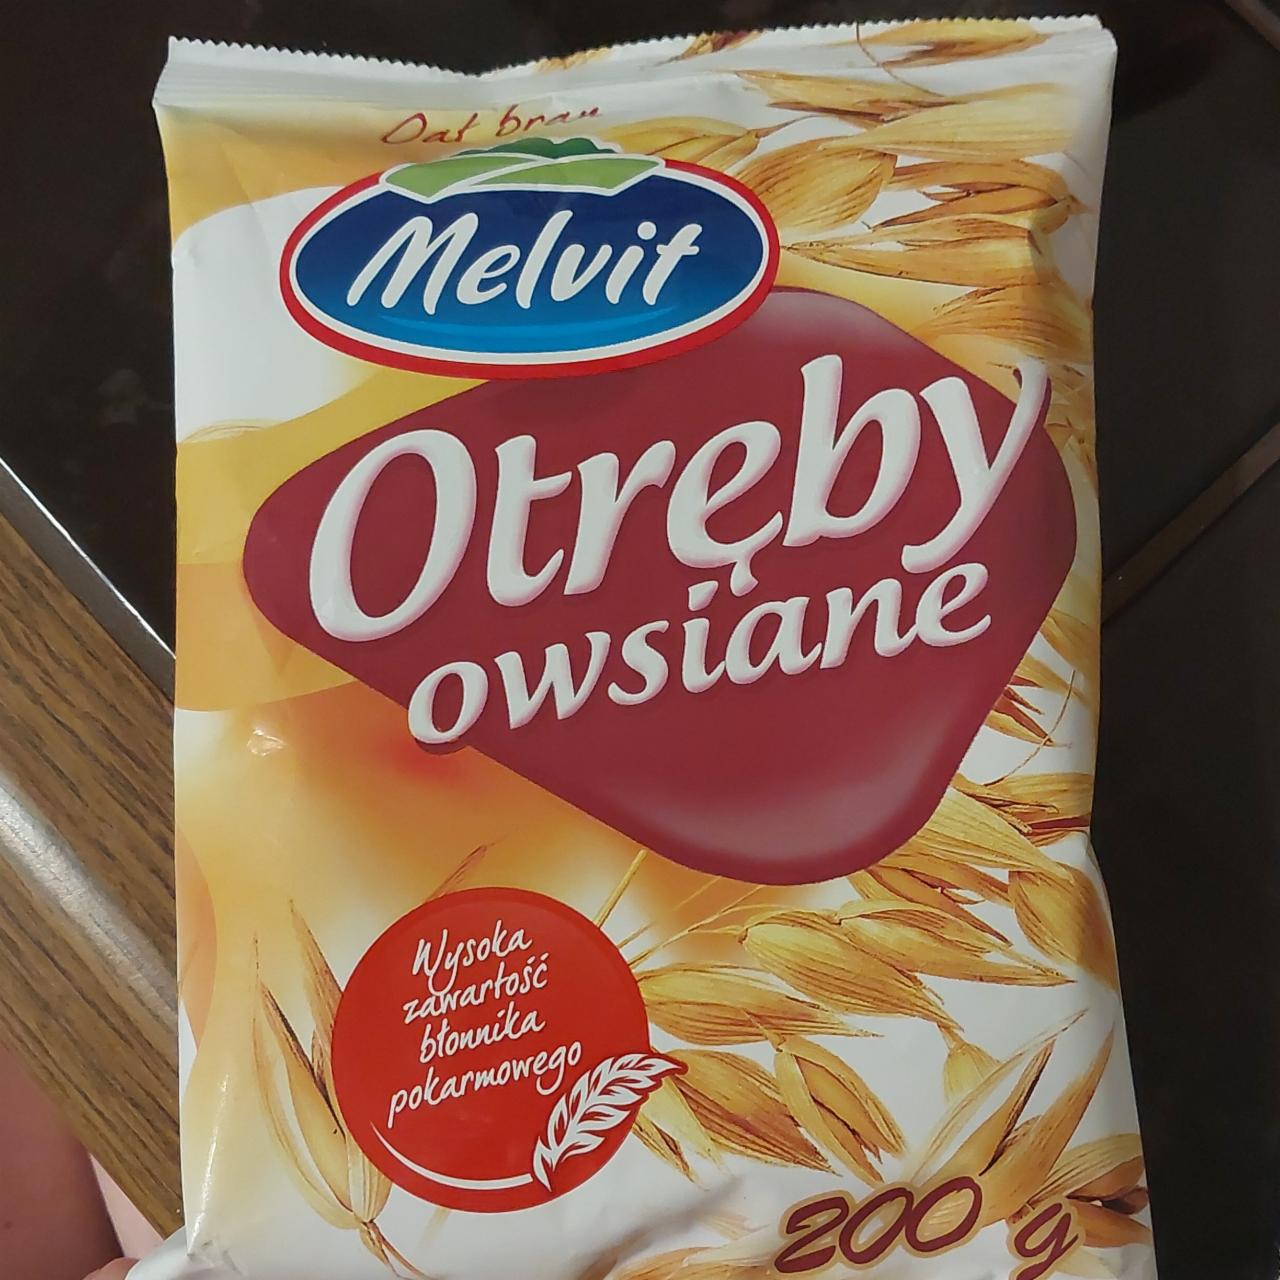 Oat bran
Melvit
Otręby
owsiane
Wysoka
zawartość
błonnika
pokarmowego
200 g